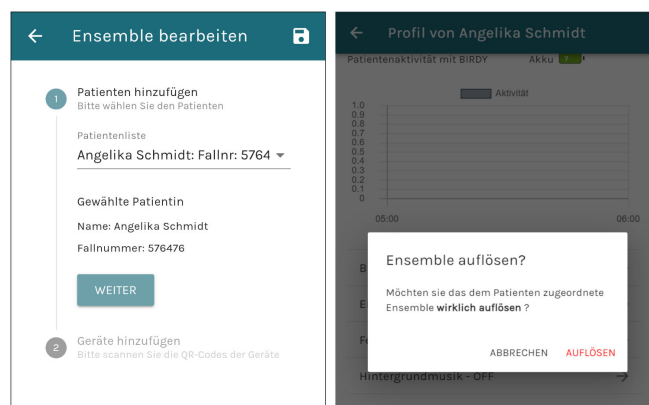 Ensemble bearbeiten
1
Patienten hinzufügen
Bitte wählen Sie den Patienten
Patientenliste
Angelika Schmidt: Fallnr: 5764
Gewählte Patientin
Name: Angelika Schmidt
Fallnummer: 576476
WEITER
2
Geräte hinzufügen
Bitte scannen Sie die QR-Codes der Geräte
Profil von Angelika Schmidt
Patientenaktivität mit BIRDY Akku ?
Aktivität
1.0
0.9
0.8
0.7
0.6
0.5
0.4
0.3
0.2
0.1
0
05:00 06:00
Ensemble auflösen?
Möchten sie das dem Patienten zugeordnete
Ensemble wirklich auflösen ?
ABBRECHEN AUFLÖSEN
Hintergrundmusik - OFF